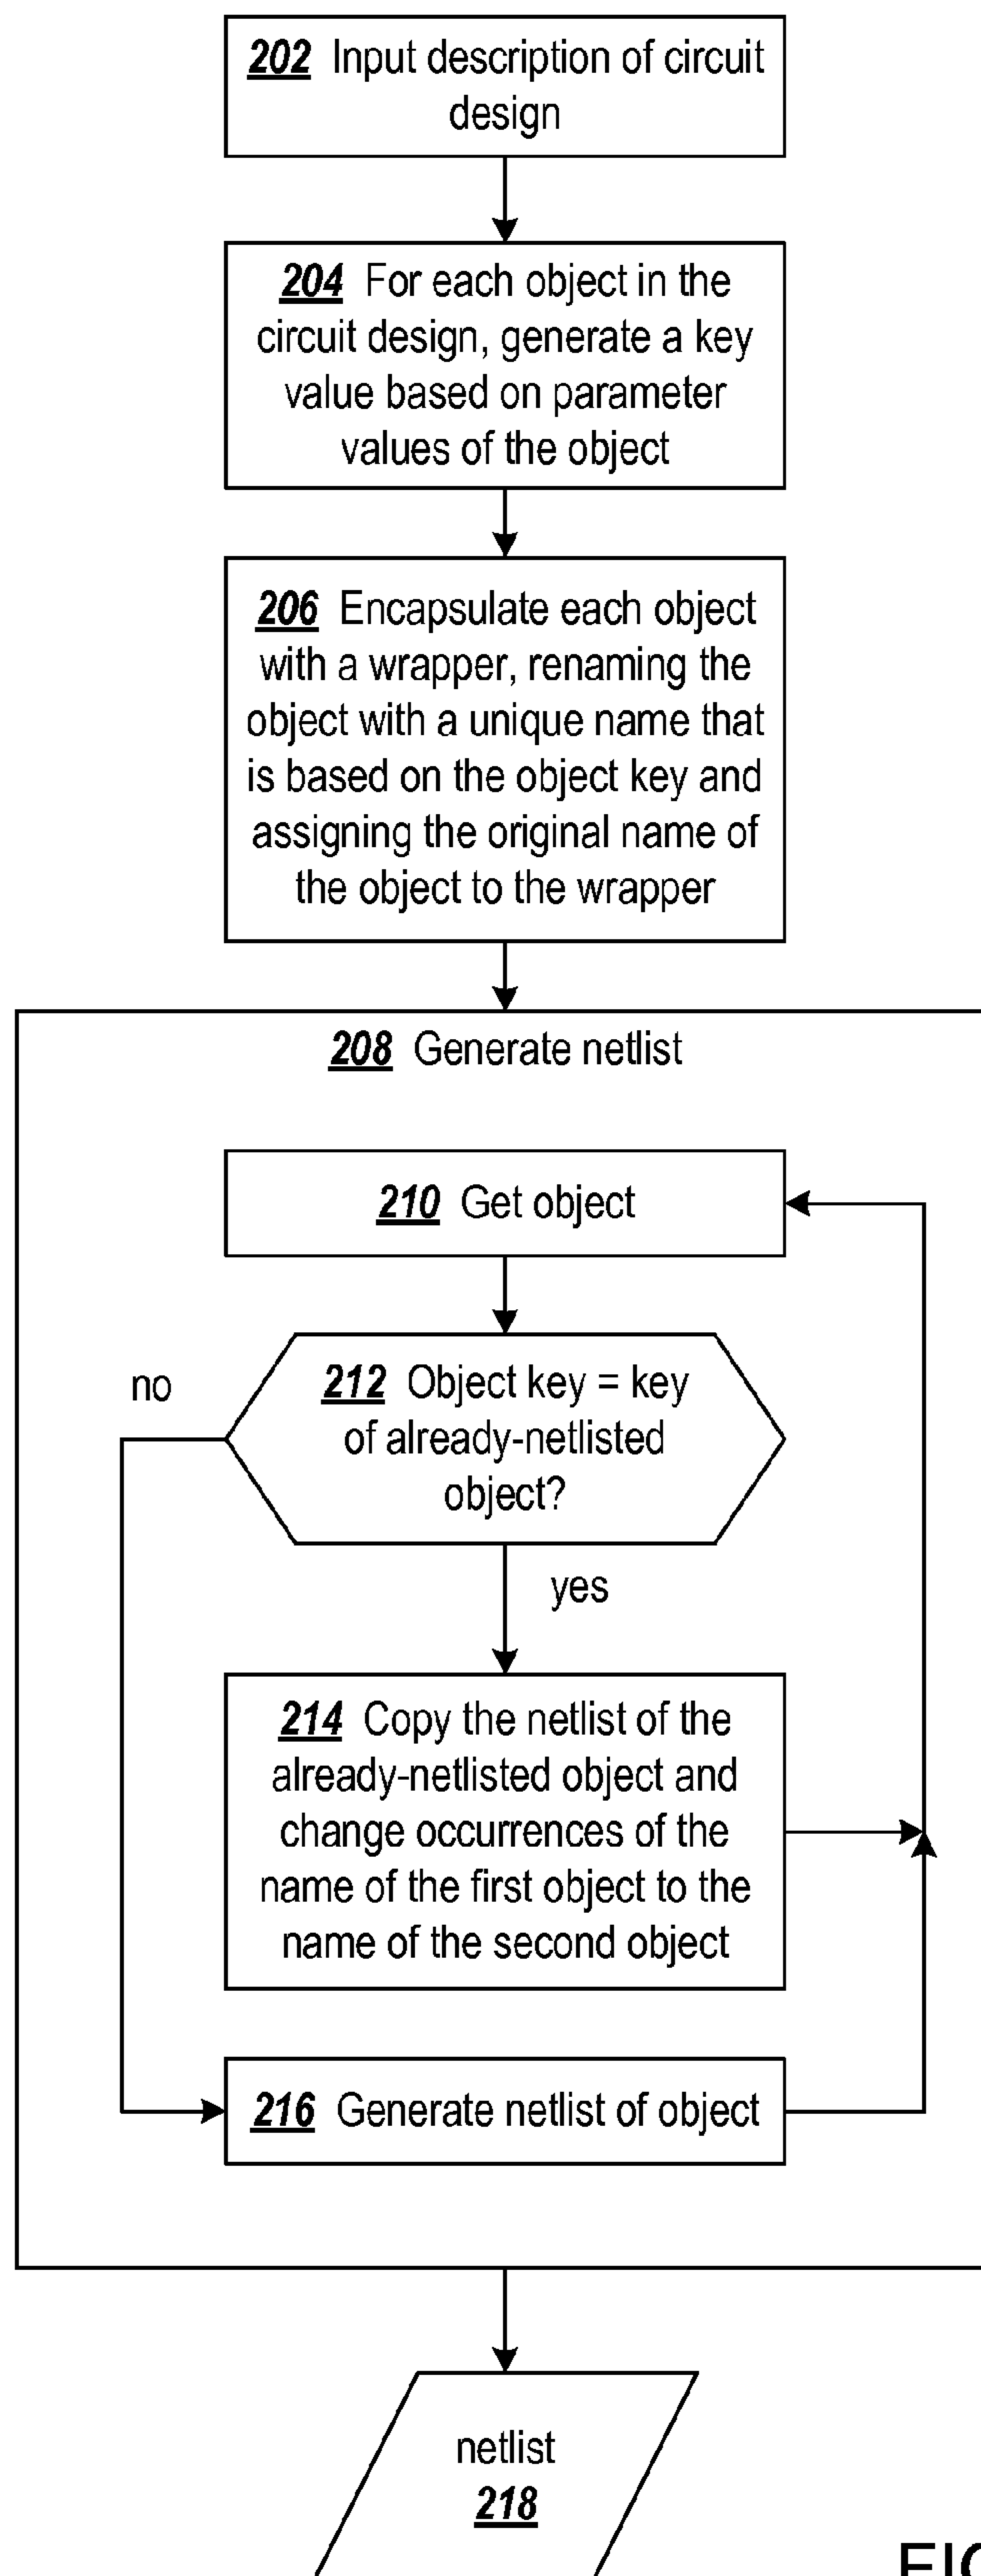 202 Input description of circuit
design
204 For each object in the
circuit design, generate a key
value based on parameter
values of the object
206 Encapsulate each object
with a wrapper, renaming the
object with a unique name that
is based on the object key and
assigning the original name of
the object to the wrapper
208 Generate netlist
210 Get object
no
212 Object key = key
of already-netlisted
object?
yes
214 Copy the netlist of the
already-netlisted object and
change occurrences of the
name of the first object to the
name of the second object
216 Generate netlist of object
netlist
218